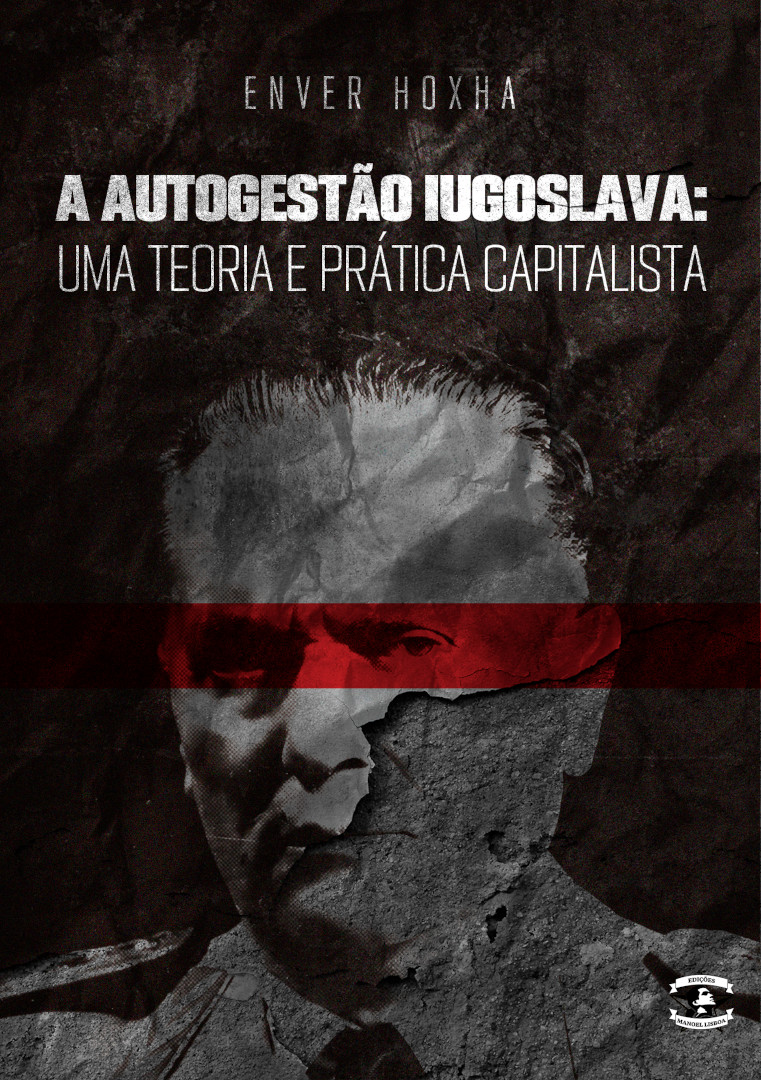 ENVER HOXHA
A AUTOGESTÃO IUGOSLAVA:
UMA TEORIA E PRÁTICA CAPITALISTA
EDIÇÕES
MANOEL LISBOA